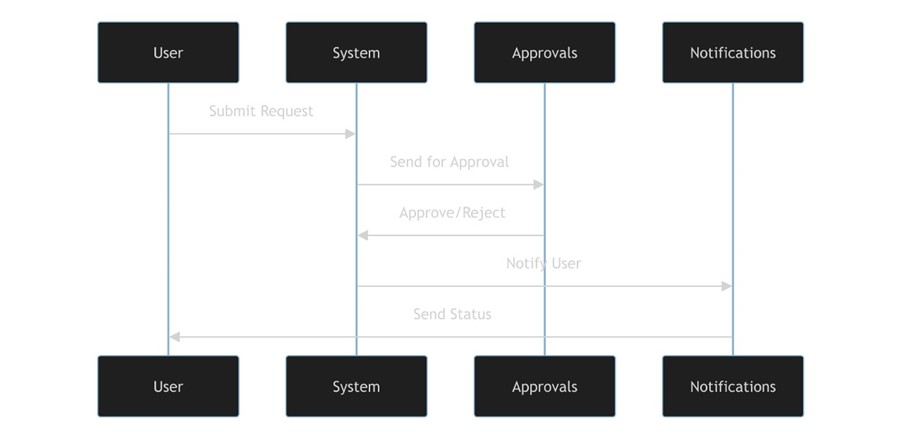 User
System
Approvals
Notifications
Submit Request
Send for Approval
Approve/Reject
Notify User
Send Status
User
System
Approvals
Notifications